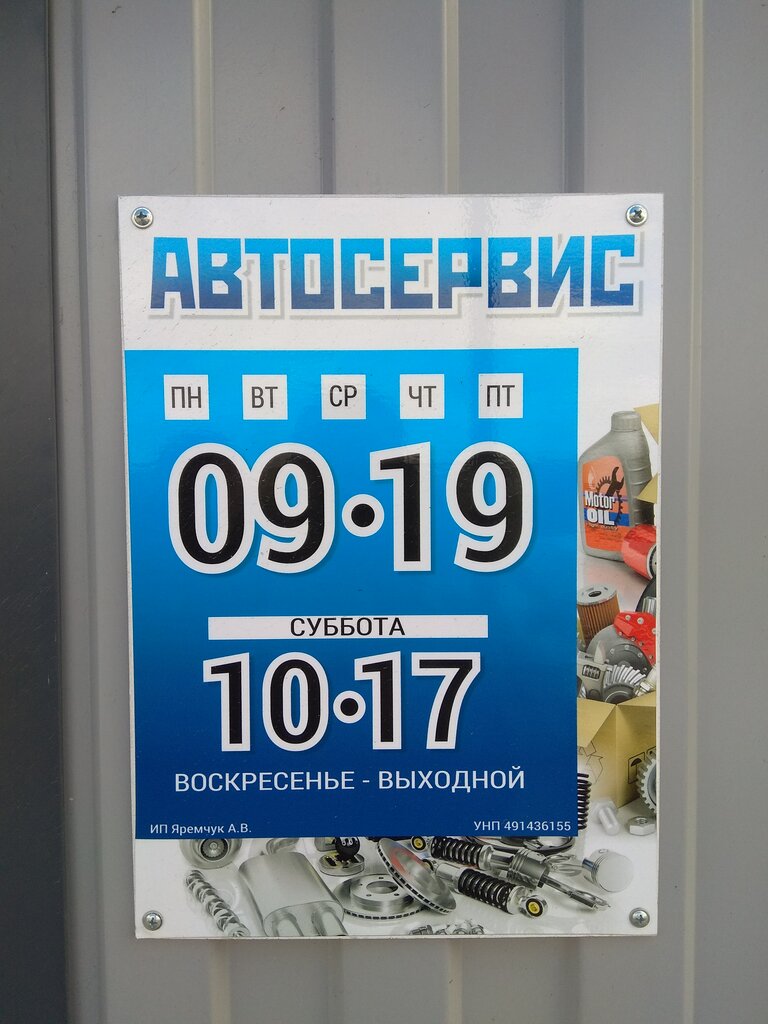 АВТОСЕРВИС
ПН ВТ СР ЧТ ПТ
09•19
СУББОТА
10•17
ВОСКРЕСЕНЬЕ - ВЫХОДНОЙ
ИП Яремчук А.В. УНП 491436155
Motor
OIL